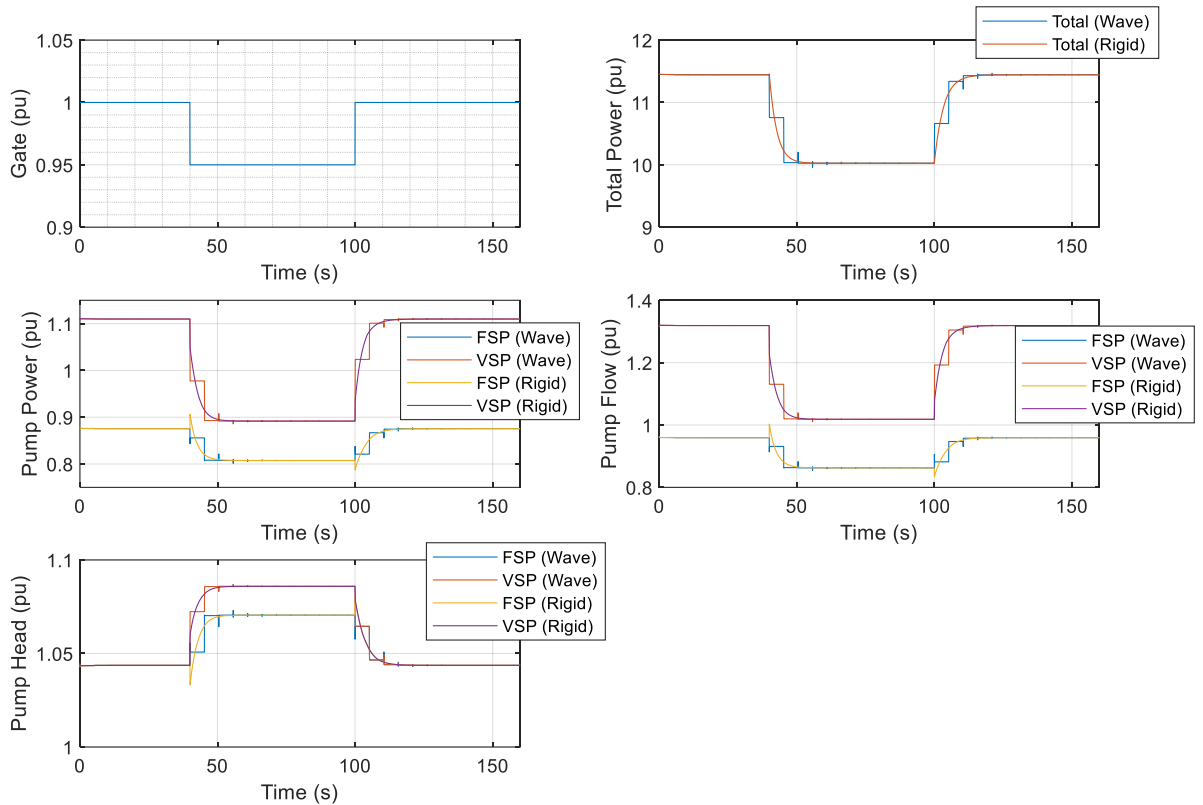 1.05
1
0.95
0.9
Gate (pu)
0 50 100 150
Time (s)
Total (Wave)
Total (Rigid)
12
11
10
9
Total Power (pu)
0 50 100 150
Time (s)
1.1
1
0.9
0.8
Pump Power (pu)
FSP (Wave)
VSP (Wave)
FSP (Rigid)
VSP (Rigid)
0 50 100 150
Time (s)
1.4
1.2
1
0.8
Pump Flow (pu)
FSP (Wave)
VSP (Wave)
FSP (Rigid)
VSP (Rigid)
0 50 100 150
Time (s)
1.1
1.05
1
Pump Head (pu)
FSP (Wave)
VSP (Wave)
FSP (Rigid)
VSP (Rigid)
0 50 100 150
Time (s)